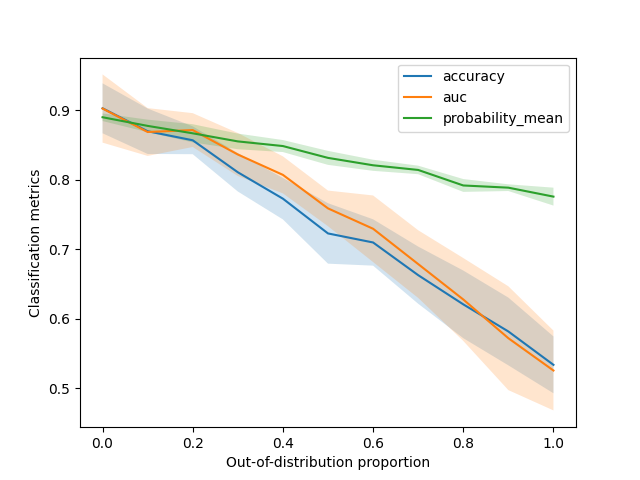 accuracy
auc
probability_mean
0.9
0.8
0.7
0.6
0.5
Classification metrics
0.0 0.2 0.4 0.6 0.8 1.0
Out-of-distribution proportion